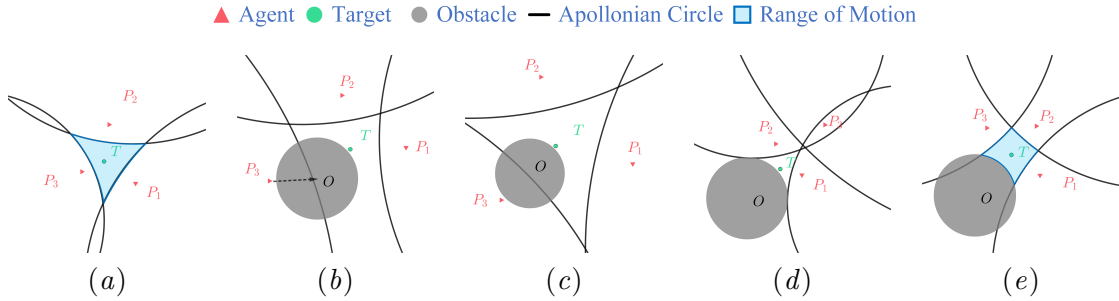 Agent Target Obstacle Apollonian Circle Range of Motion
P2 T P3 P1
P2 T P1 P3 O
P2 T P1 P3 O
P3 P2 T P1 O
P3 P2 T P1 O
(a) (b) (c) (d) (e)